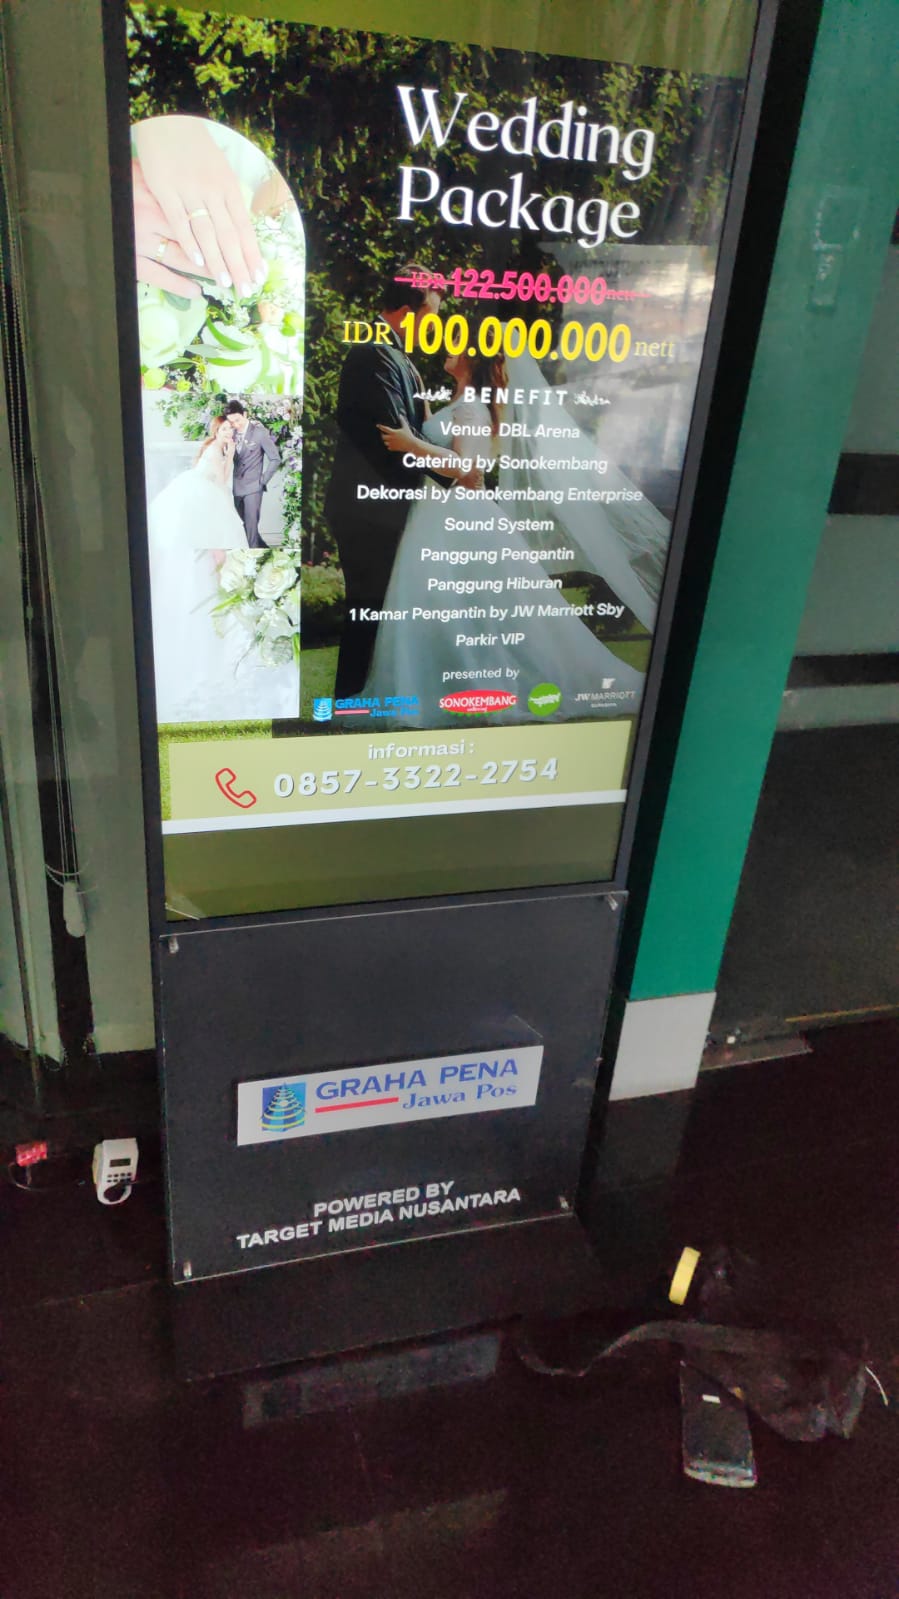 Wedding
Package
IDR 122.500.000 nett
IDR 100.000.000 nett
BENEFIT
Venue DBL Arena
Catering by Sonokembang
Dekorasi by Sonokembang Enterprise
Sound System
Panggung Pengantin
Panggung Hiburan
1 Kamar Pengantin by JW Marriott Sby
Parkir VIP
presented by
GRAHA PENA
Jawa Pos
SONOKEMBANG
JW MARRIOTT
informasi :
0857-3322-2754
GRAHA PENA
Jawa Pos
POWERED BY
TARGET MEDIA NUSANTARA